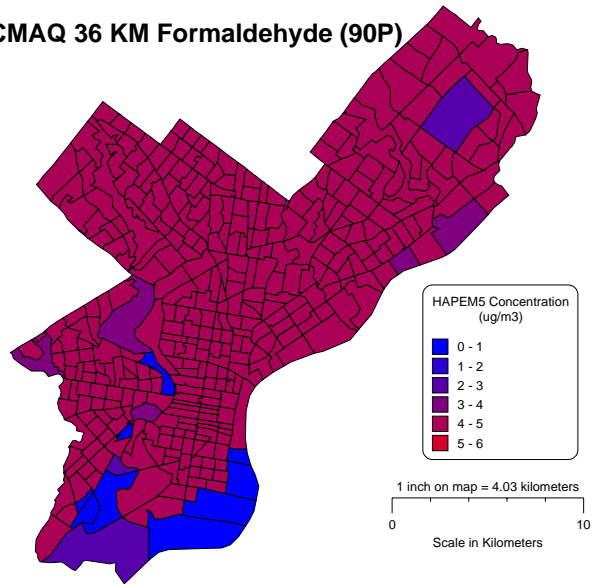 CMAQ 36 KM Formaldehyde (90P)
HAPEM5 Concentration
(ug/m3)
0 - 1
1 - 2
2 - 3
3 - 4
4 - 5
5 - 6
1 inch on map = 4.03 kilometers
0 10
Scale in Kilometers